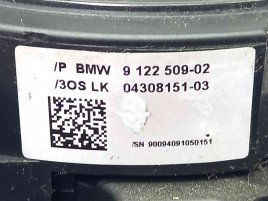 /P BMW 9 122 509-02
/3OS LK 04308151-03
/SN 90094091050151